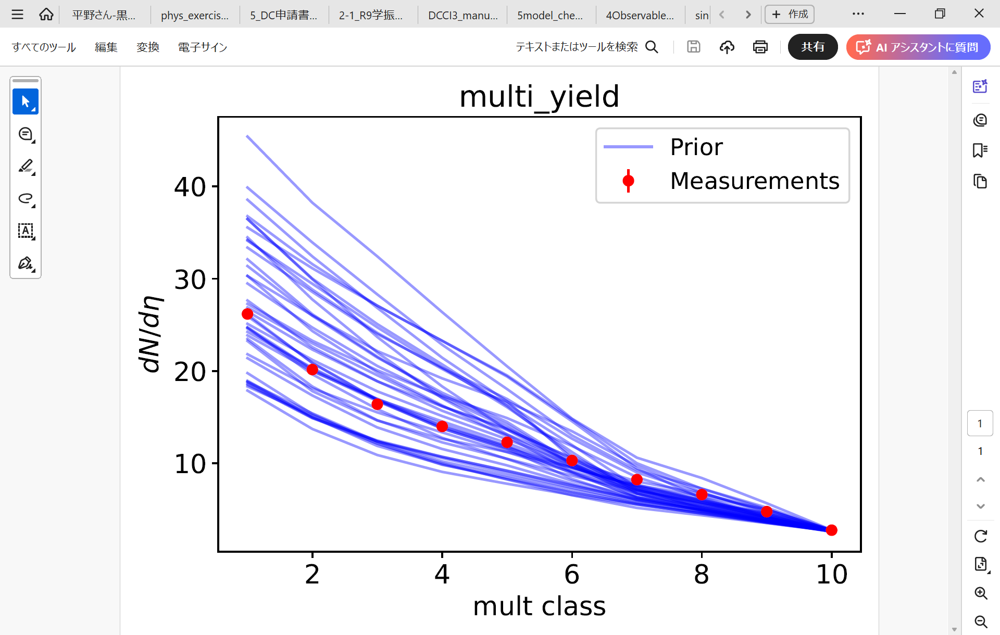 平野さん-黒...
phys_exercis...
5_DC申請書...
2-1_R9学振...
DCCI3_manu...
5model_che...
4Observable...
sin
作成
すべてのツール
編集
変換
電子サイン
テキストまたはツールを検索
共有
AI アシスタントに質問
multi_yield
Prior
Measurements
40
30
20
10
dN/dη
2
4
6
8
10
mult class
1
1